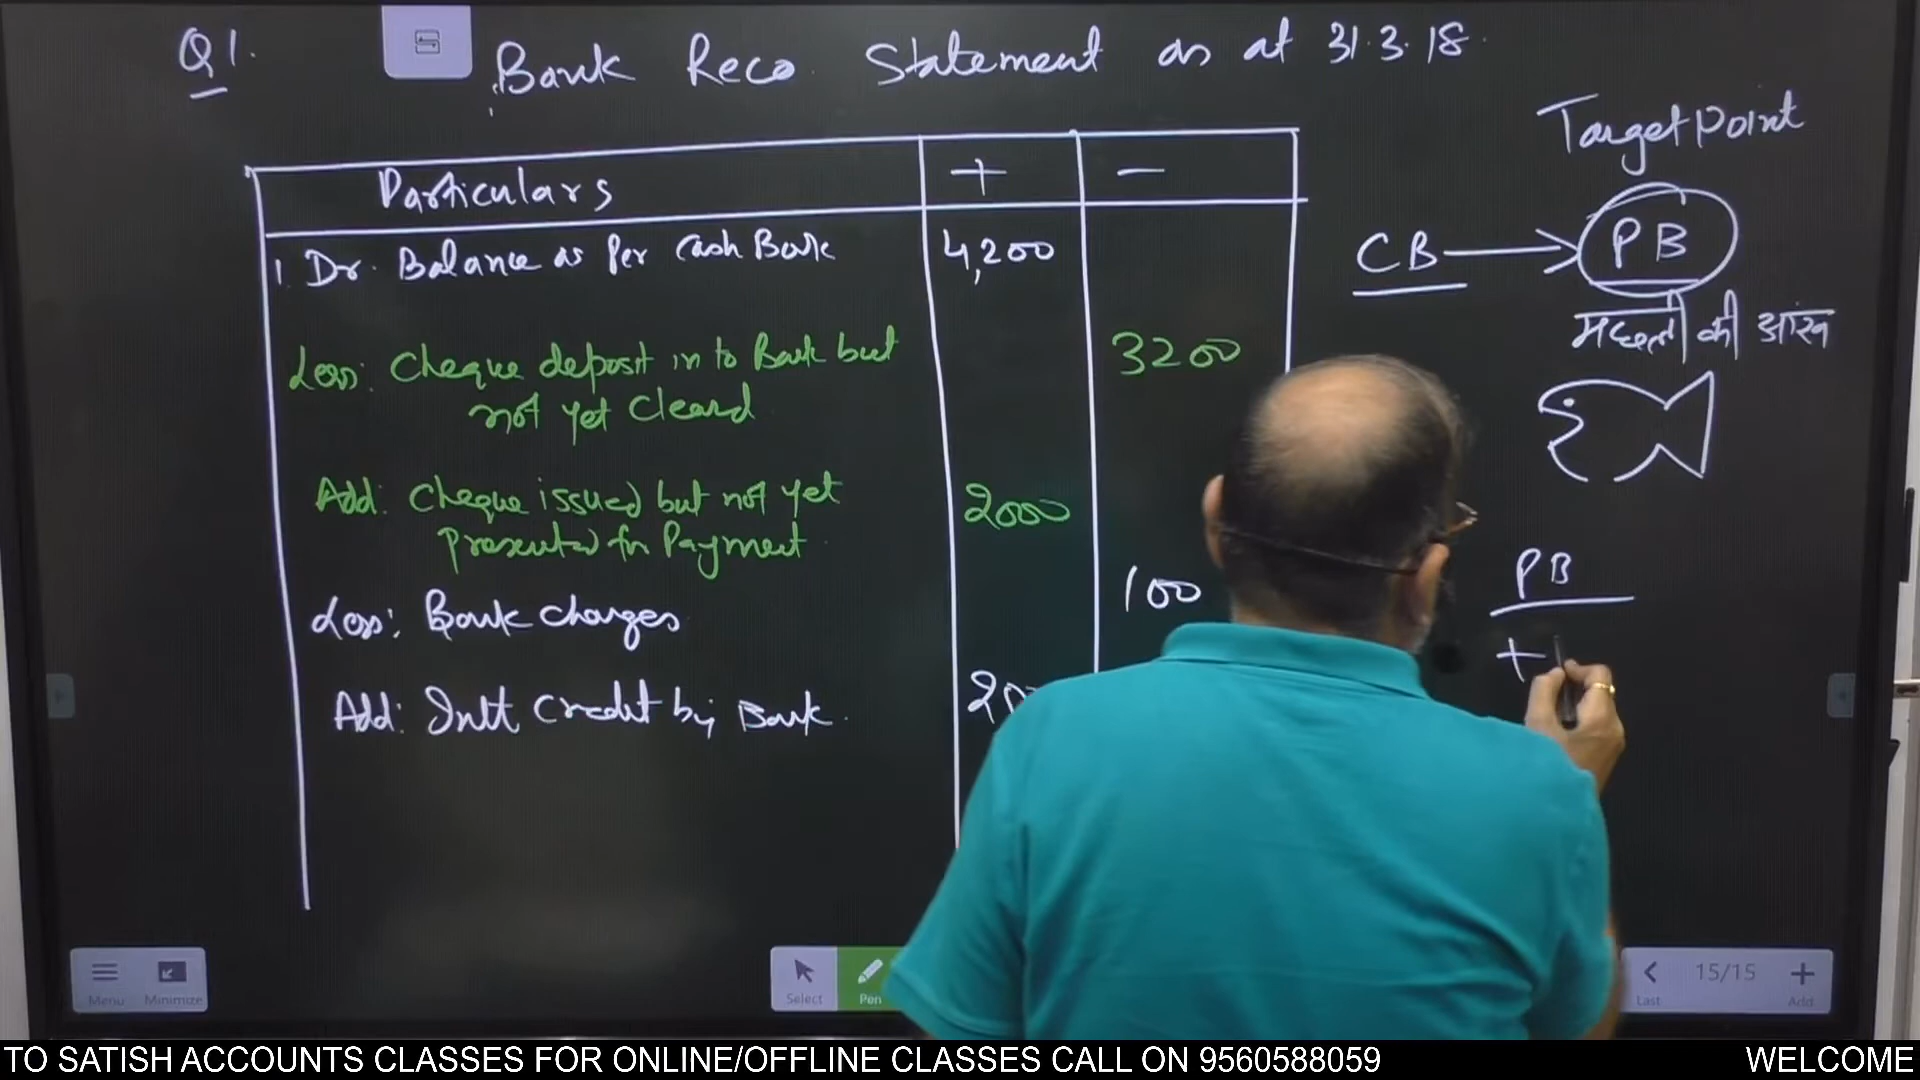 Q1.
Bank Reco. Statement as at 31.3.18.
Target Point
Particulars + -
1. Dr. Balance as Per Cash Bank 4,200
CB → PB
मछली की आंख
Less: Cheque deposit in to Bank but 3200
not yet Cleard
Add: Cheque issued but not yet 2000
Presented for Payment
PB
Less: Bank charges 100
+
Add: Intt credit by Bank.
Menu Minimize Select Pen Last 15/15 Add
TO SATISH ACCOUNTS CLASSES FOR ONLINE/OFFLINE CLASSES CALL ON 9560588059 WELCOME